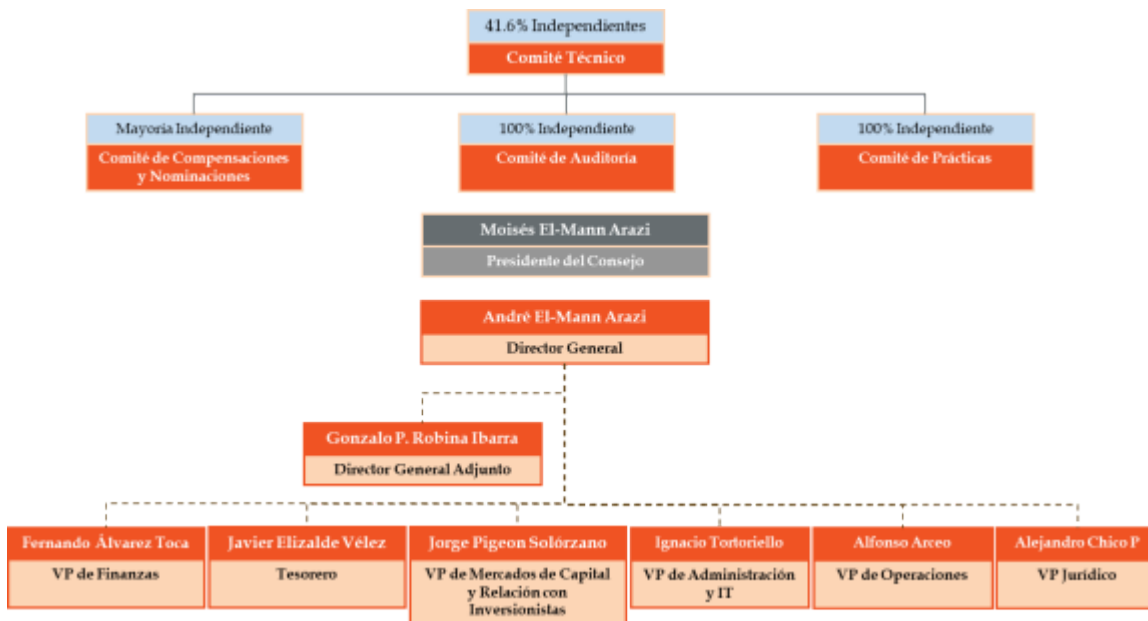 41.6% Independientes
Comité Técnico
Mayoría Independiente
Comité de Compensaciones
y Nominaciones
100% Independiente
Comité de Auditoría
100% Independiente
Comité de Prácticas
Moisés El-Mann Arazi
Presidente del Consejo
André El-Mann Arazi
Director General
Gonzalo P. Robina Ibarra
Director General Adjunto
Fernando Álvarez Toca
VP de Finanzas
Javier Elizalde Vélez
Tesorero
Jorge Pigeon Solórzano
VP de Mercados de Capital
y Relación con
Inversionistas
Ignacio Tortoriello
VP de Administración
y IT
Alfonso Arceo
VP de Operaciones
Alejandro Chico P
VP Jurídico